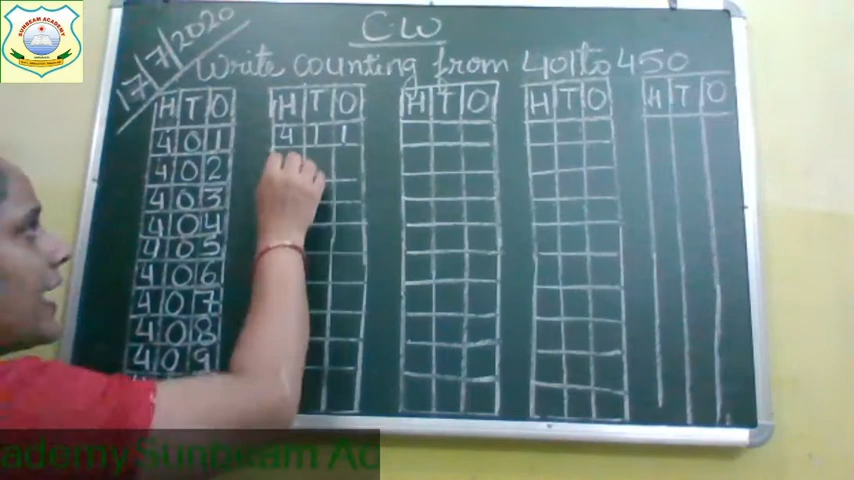 SUNBEAM ACADEMY
17/7/2020
C.W
Write counting from 401 to 450
H T O H T O H T O H T O H T O
4 0 1 4 1 1
4 0 2
4 0 3
4 0 4
4 0 5
4 0 6
4 0 7
4 0 8
4 0 9
ademy Sunbeam Ac